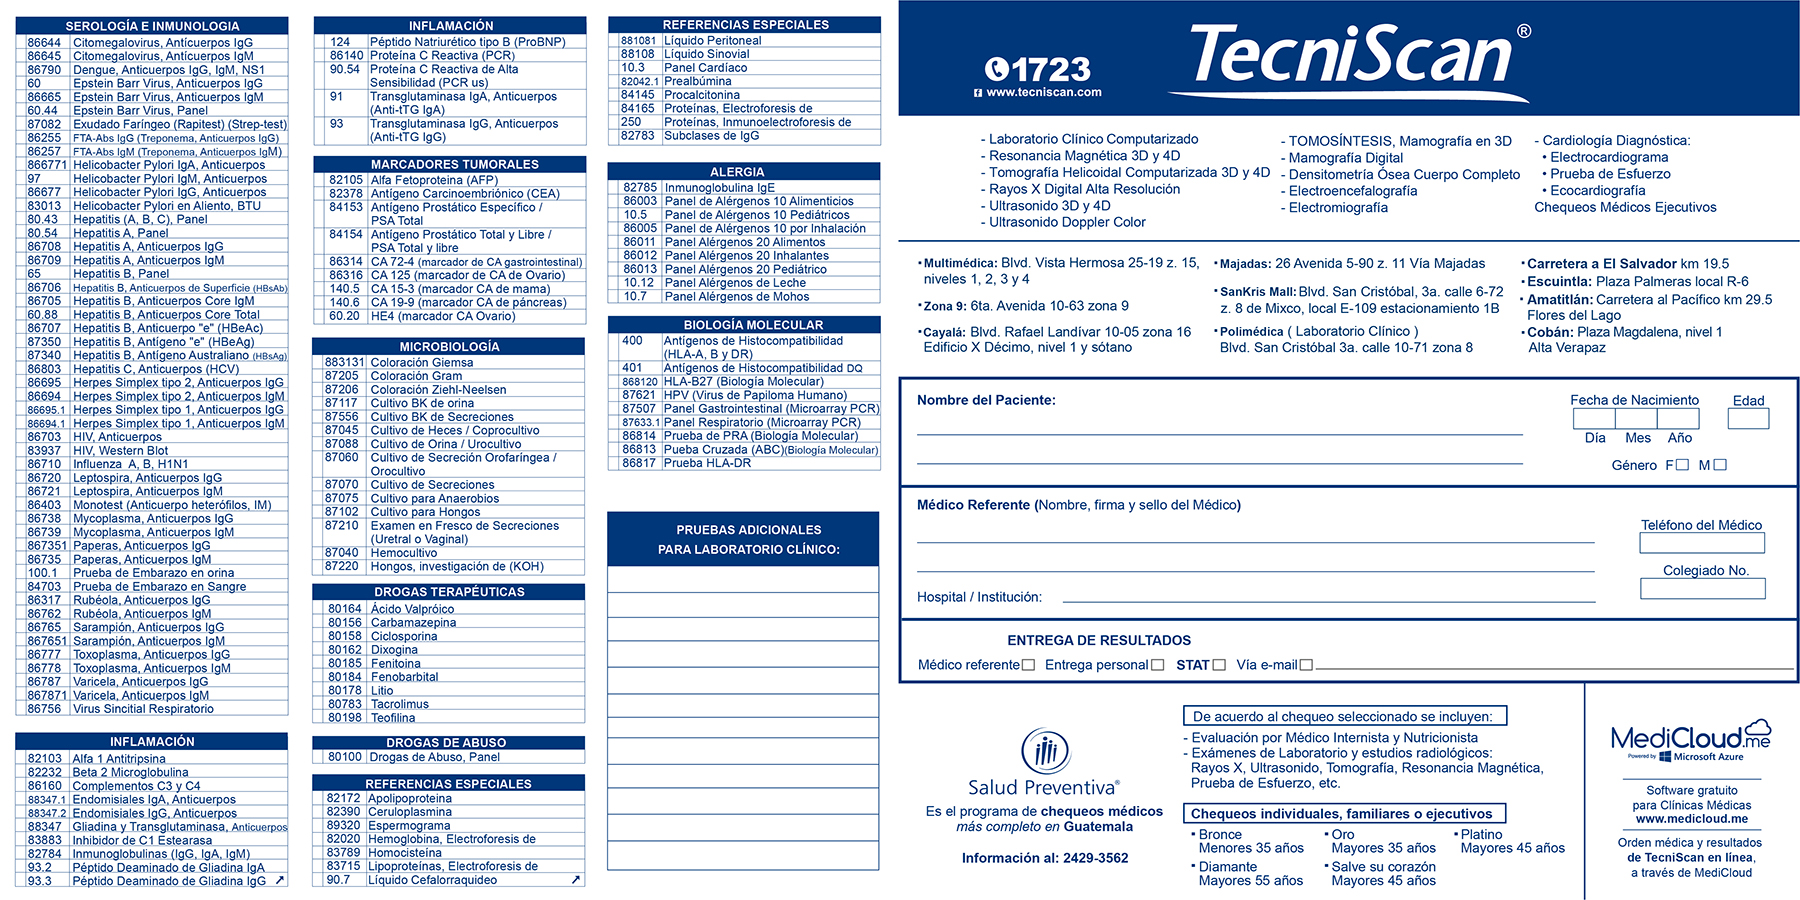 SEROLOGÍA E INMUNOLOGIA
86644 Citomegalovirus, Anticuerpos IgG
86645 Citomegalovirus, Anticuerpos IgM
86790 Dengue, Anticuerpos IgG, IgM, NS1
60 Epstein Barr Virus, Anticuerpos IgG
86665 Epstein Barr Virus, Anticuerpos IgM
60.44 Epstein Barr Virus, Panel
87082 Exudado Faríngeo (Rapitest) (Strep-test)
86255 FTA-Abs IgG (Treponema, Anticuerpos IgG)
86257 FTA-Abs IgM (Treponema, Anticuerpos IgM)
866771 Helicobacter Pylori IgA, Anticuerpos
97 Helicobacter Pylori IgM, Anticuerpos
86677 Helicobacter Pylori IgG, Anticuerpos
83013 Helicobacter Pylori en Aliento, BTU
80.43 Hepatitis (A, B, C), Panel
80.54 Hepatitis A, Panel
86708 Hepatitis A, Anticuerpos IgG
86709 Hepatitis A, Anticuerpos IgM
65 Hepatitis B, Panel
86706 Hepatitis B, Anticuerpos de Superficie (HBsAb)
86705 Hepatitis B, Anticuerpos Core IgM
60.88 Hepatitis B, Anticuerpos Core Total
86707 Hepatitis B, Anticuerpo "e" (HBeAc)
87350 Hepatitis B, Antígeno "e" (HBeAg)
87340 Hepatitis B, Antígeno Australiano (HBsAg)
86803 Hepatitis C, Anticuerpos (HCV)
86695 Herpes Simplex tipo 2, Anticuerpos IgG
86694 Herpes Simplex tipo 2, Anticuerpos IgM
86695.1 Herpes Simplex tipo 1, Anticuerpos IgG
86694.1 Herpes Simplex tipo 1, Anticuerpos IgM
86703 HIV, Anticuerpos
83937 HIV, Western Blot
86710 Influenza A, B, H1N1
86720 Leptospira, Anticuerpos IgG
86721 Leptospira, Anticuerpos IgM
86403 Monotest (Anticuerpo heterófilos, IM)
86738 Mycoplasma, Anticuerpos IgG
86739 Mycoplasma, Anticuerpos IgM
867351 Paperas, Anticuerpos IgG
86735 Paperas, Anticuerpos IgM
100.1 Prueba de Embarazo en orina
84703 Prueba de Embarazo en Sangre
86317 Rubéola, Anticuerpos IgG
86762 Rubéola, Anticuerpos IgM
86765 Sarampión, Anticuerpos IgG
867651 Sarampión, Anticuerpos IgM
86777 Toxoplasma, Anticuerpos IgG
86778 Toxoplasma, Anticuerpos IgM
86787 Varicela, Anticuerpos IgG
867871 Varicela, Anticuerpos IgM
86756 Virus Sincitial Respiratorio
INFLAMACIÓN
82103 Alfa 1 Antitripsina
82232 Beta 2 Microglobulina
86160 Complementos C3 y C4
88347.1 Endomisiales IgA, Anticuerpos
88347.2 Endomisiales IgG, Anticuerpos
88347 Gliadina y Transglutaminasa, Anticuerpos
83883 Inhibidor de C1 Estearasa
82784 Inmunoglobulinas (IgG, IgA, IgM)
93.2 Péptido Deaminado de Gliadina IgA
93.3 Péptido Deaminado de Gliadina IgG
INFLAMACIÓN
124 Péptido Natriurético tipo B (ProBNP)
86140 Proteína C Reactiva (PCR)
90.54 Proteína C Reactiva de Alta
Sensibilidad (PCR us)
91 Transglutaminasa IgA, Anticuerpos
(Anti-tTG IgA)
93 Transglutaminasa IgG, Anticuerpos
(Anti-tTG IgG)
MARCADORES TUMORALES
82105 Alfa Fetoproteina (AFP)
82378 Antígeno Carcinoembriónico (CEA)
84153 Antígeno Prostático Específico /
PSA Total
84154 Antígeno Prostático Total y Libre /
PSA Total y libre
86314 CA 72-4 (marcador de CA gastrointestinal)
86316 CA 125 (marcador de CA de Ovario)
140.5 CA 15-3 (marcador CA de mama)
140.6 CA 19-9 (marcador CA de páncreas)
60.20 HE4 (marcador CA Ovario)
MICROBIOLOGÍA
883131 Coloración Giemsa
87205 Coloración Gram
87206 Coloración Ziehl-Neelsen
87117 Cultivo BK de orina
87556 Cultivo BK de Secreciones
87045 Cultivo de Heces / Coprocultivo
87088 Cultivo de Orina / Urocultivo
87060 Cultivo de Secreción Orofaríngea /
Orocultivo
87070 Cultivo de Secreciones
87075 Cultivo para Anaerobios
87102 Cultivo para Hongos
87210 Examen en Fresco de Secreciones
(Uretral o Vaginal)
87040 Hemocultivo
87220 Hongos, investigación de (KOH)
DROGAS TERAPÉUTICAS
80164 Ácido Valpróico
80156 Carbamazepina
80158 Ciclosporina
80162 Dixogina
80185 Fenitoina
80184 Fenobarbital
80178 Litio
80783 Tacrolimus
80198 Teofilina
DROGAS DE ABUSO
80100 Drogas de Abuso, Panel
REFERENCIAS ESPECIALES
82172 Apolipoproteina
82390 Ceruloplasmina
89320 Espermograma
82020 Hemoglobina, Electroforesis de
83789 Homocisteína
83715 Lipoproteínas, Electroforesis de
90.7 Líquido Cefalorraquideo
REFERENCIAS ESPECIALES
881081 Líquido Peritoneal
88108 Líquido Sinovial
10.3 Panel Cardíaco
82042.1 Prealbúmina
84145 Procalcitonina
84165 Proteínas, Electroforesis de
250 Proteínas, Inmunoelectroforesis de
82783 Subclases de IgG
ALERGIA
82785 Inmunoglobulina IgE
86003 Panel de Alérgenos 10 Alimenticios
10.5 Panel de Alérgenos 10 Pediátricos
86005 Panel de Alérgenos 10 por Inhalación
86011 Panel Alérgenos 20 Alimentos
86012 Panel Alérgenos 20 Inhalantes
86013 Panel Alérgenos 20 Pediátrico
10.12 Panel Alérgenos de Leche
10.7 Panel Alérgenos de Mohos
BIOLOGÍA MOLECULAR
400 Antígenos de Histocompatibilidad
(HLA-A, B y DR)
401 Antígenos de Histocompatibilidad DQ
868120 HLA-B27 (Biología Molecular)
87621 HPV (Virus de Papiloma Humano)
87507 Panel Gastrointestinal (Microarray PCR)
87633.1 Panel Respiratorio (Microarray PCR)
86814 Prueba de PRA (Biología Molecular)
86813 Pueba Cruzada (ABC)(Biología Molecular)
86817 Prueba HLA-DR
PRUEBAS ADICIONALES
PARA LABORATORIO CLÍNICO:
1723
www.tecniscan.com
TecniScan®
- Laboratorio Clínico Computarizado
- Resonancia Magnética 3D y 4D
- Tomografía Helicoidal Computarizada 3D y 4D
- Rayos X Digital Alta Resolución
- Ultrasonido 3D y 4D
- Ultrasonido Doppler Color
- TOMOSÍNTESIS, Mamografía en 3D
- Mamografía Digital
- Densitometría Ósea Cuerpo Completo
- Electroencefalografía
- Electromiografía
- Cardiología Diagnóstica:
• Electrocardiograma
• Prueba de Esfuerzo
• Ecocardiografía
Chequeos Médicos Ejecutivos
• Multimédica: Blvd. Vista Hermosa 25-19 z. 15,
niveles 1, 2, 3 y 4
• Zona 9: 6ta. Avenida 10-63 zona 9
• Cayalá: Blvd. Rafael Landívar 10-05 zona 16
Edificio X Décimo, nivel 1 y sótano
• Majadas: 26 Avenida 5-90 z. 11 Vía Majadas
• SanKris Mall: Blvd. San Cristóbal, 3a. calle 6-72
z. 8 de Mixco, local E-109 estacionamiento 1B
• Polimédica ( Laboratorio Clínico )
Blvd. San Cristóbal 3a. calle 10-71 zona 8
• Carretera a El Salvador km 19.5
• Escuintla: Plaza Palmeras local R-6
• Amatitlán: Carretera al Pacífico km 29.5
Flores del Lago
• Cobán: Plaza Magdalena, nivel 1
Alta Verapaz
Nombre del Paciente:
Fecha de Nacimiento Edad
Día Mes Año
Género F M
Médico Referente (Nombre, firma y sello del Médico)
Teléfono del Médico
Colegiado No.
Hospital / Institución:
ENTREGA DE RESULTADOS
Médico referente Entrega personal STAT Vía e-mail
Salud Preventiva®
Es el programa de chequeos médicos
más completo en Guatemala
Información al: 2429-3562
De acuerdo al chequeo seleccionado se incluyen:
- Evaluación por Médico Internista y Nutricionista
- Exámenes de Laboratorio y estudios radiológicos:
Rayos X, Ultrasonido, Tomografía, Resonancia Magnética,
Prueba de Esfuerzo, etc.
Chequeos individuales, familiares o ejecutivos
• Bronce
Menores 35 años
• Oro
Mayores 35 años
• Platino
Mayores 45 años
• Diamante
Mayores 55 años
• Salve su corazón
Mayores 45 años
MediCloud.me
Powered by Microsoft Azure
Software gratuito
para Clínicas Médicas
www.medicloud.me
Orden médica y resultados
de TecniScan en línea,
a través de MediCloud